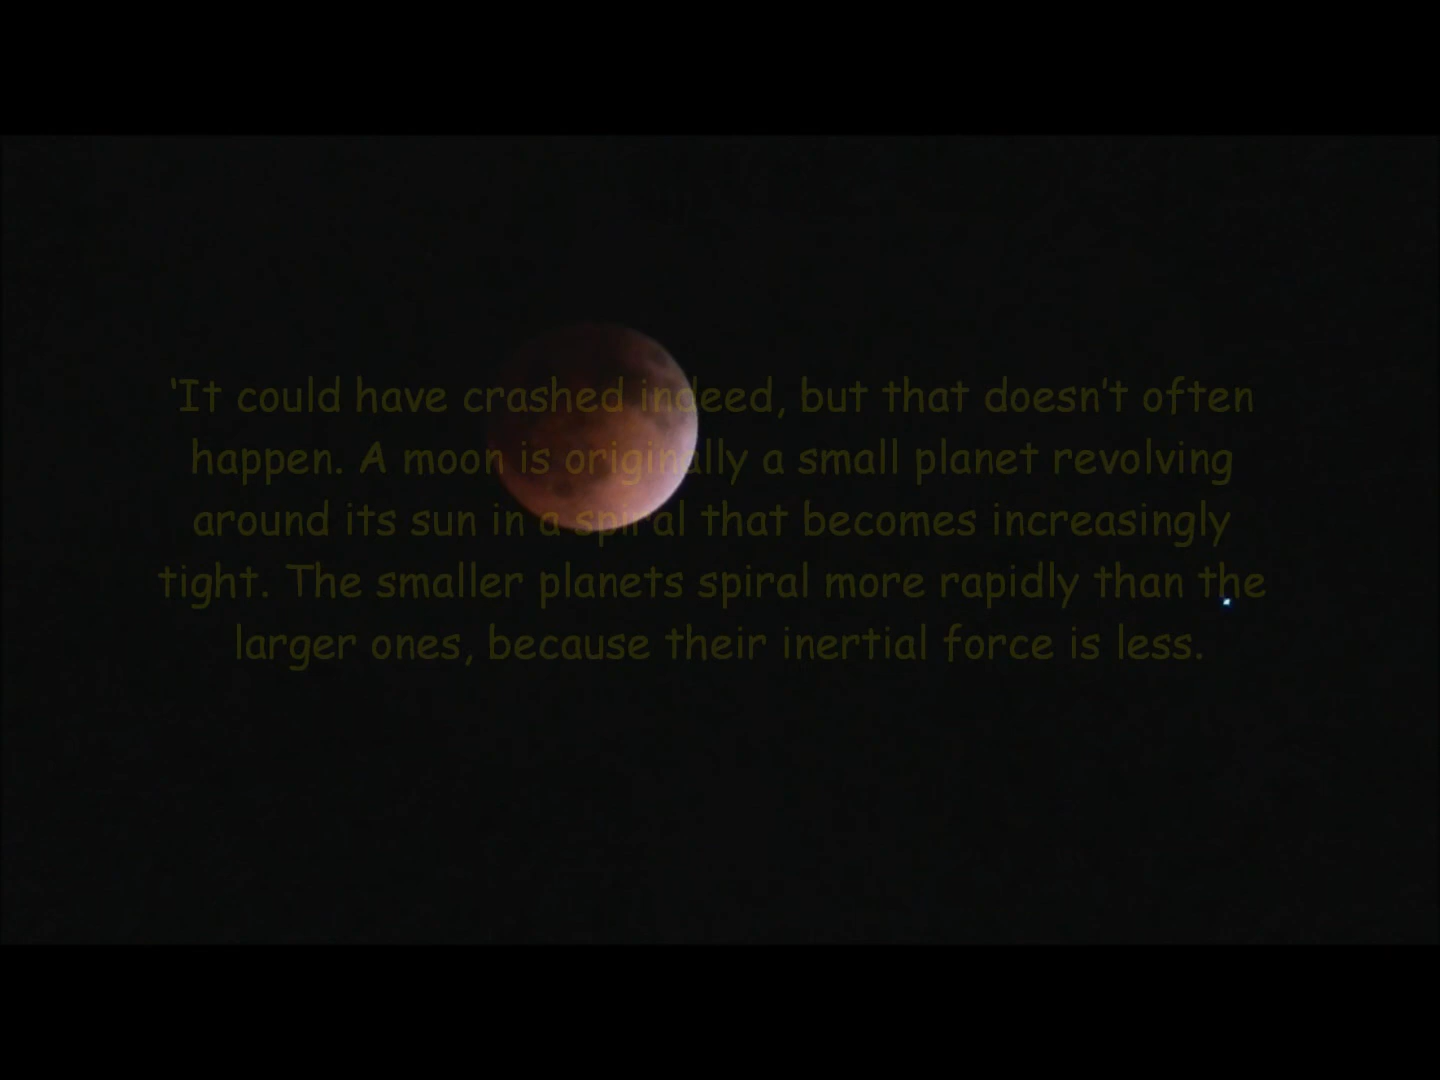 ‘It could have crashed indeed, but that doesn’t often
happen. A moon is originally a small planet revolving
around its sun in a spiral that becomes increasingly
tight. The smaller planets spiral more rapidly than the
larger ones, because their inertial force is less.